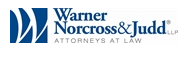 Warner
Norcross & Judd® LLP
ATTORNEYS AT LAW